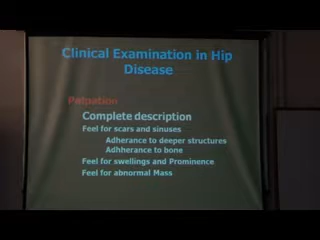 Clinical Examination in Hip
Disease
Palpation
Complete description
Feel for scars and sinuses
Adherance to deeper structures
Adhherance to bone
Feel for swellings and Prominence
Feel for abnormal Mass